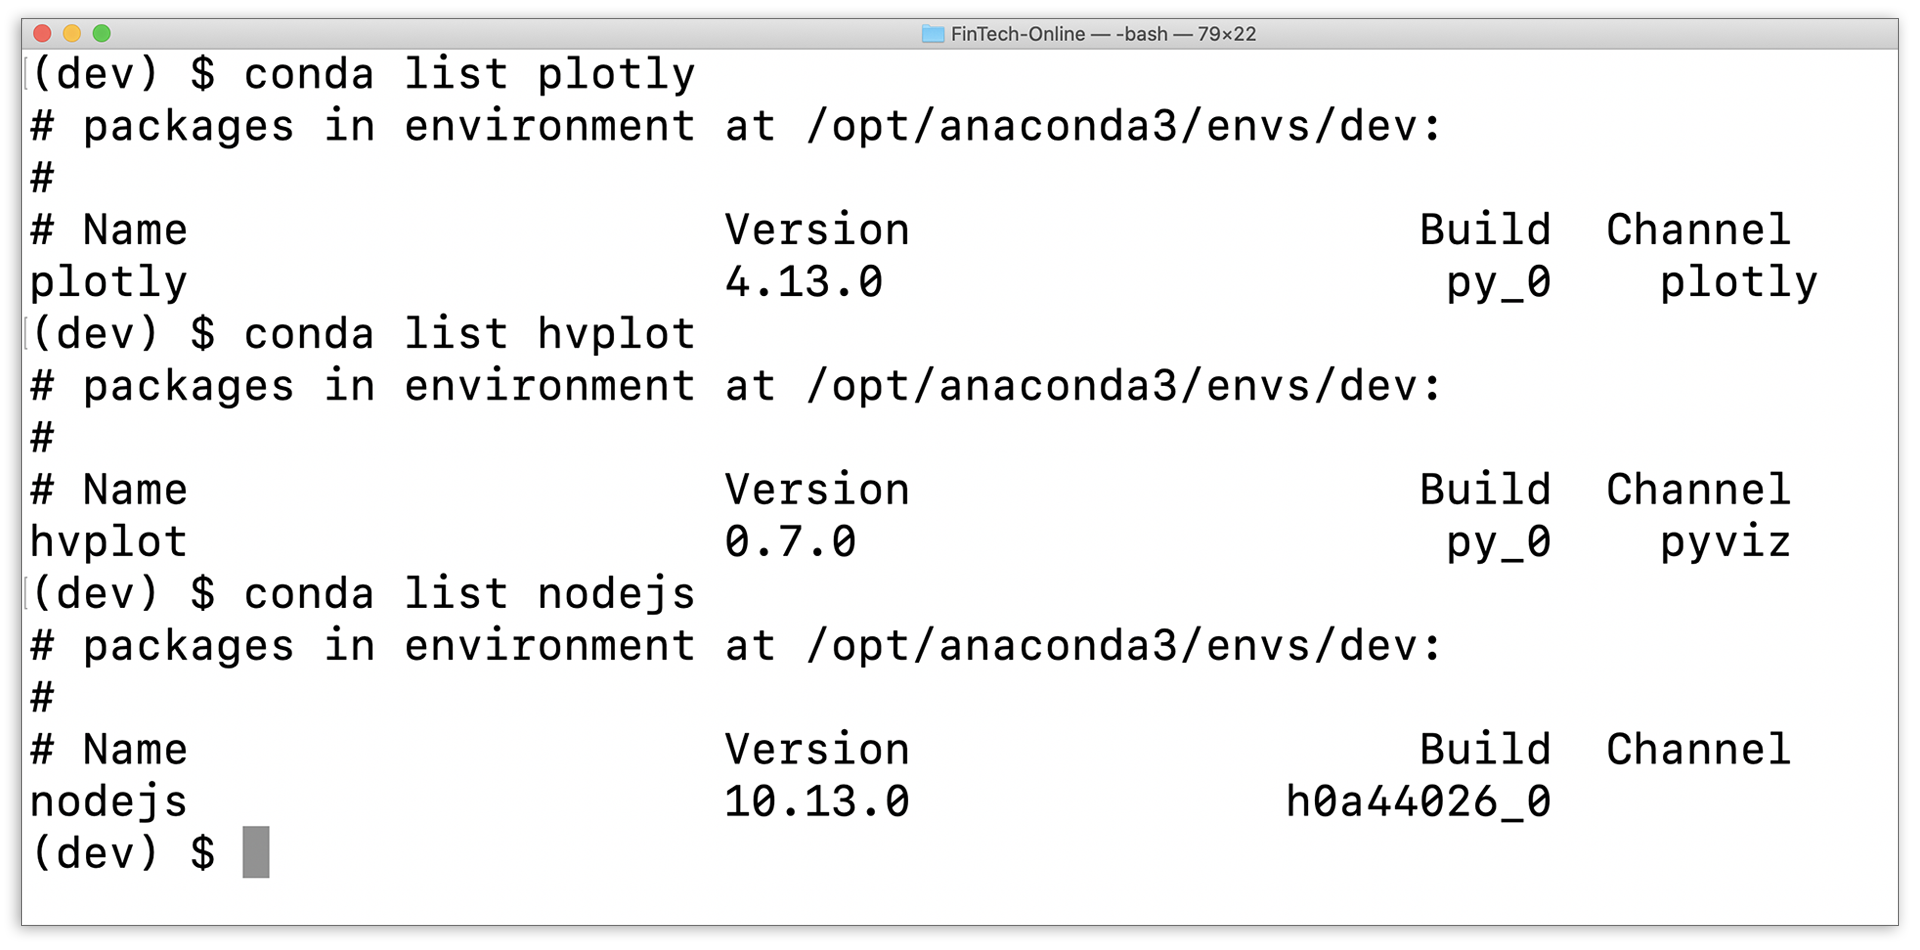 FinTech-Online — -bash — 79×22
(dev) $ conda list plotly
# packages in environment at /opt/anaconda3/envs/dev:
#
# Name                    Version                   Build  Channel
plotly                    4.13.0                     py_0    plotly
(dev) $ conda list hvplot
# packages in environment at /opt/anaconda3/envs/dev:
#
# Name                    Version                   Build  Channel
hvplot                    0.7.0                      py_0    pyviz
(dev) $ conda list nodejs
# packages in environment at /opt/anaconda3/envs/dev:
#
# Name                    Version                   Build  Channel
nodejs                    10.13.0              h0a44026_0
(dev) $